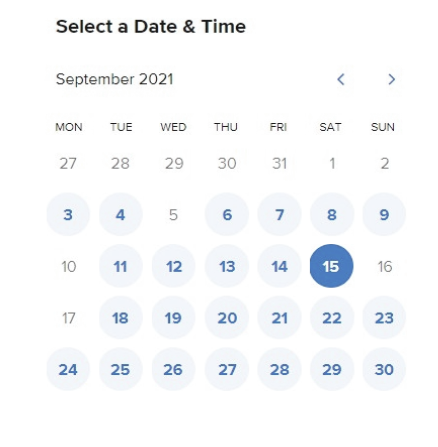 Select a Date & Time
September 2021
MON TUE WED THU FRI SAT SUN
27 28 29 30 31 1 2
3 4 5 6 7 8 9
10 11 12 13 14 15 16
17 18 19 20 21 22 23
24 25 26 27 28 29 30